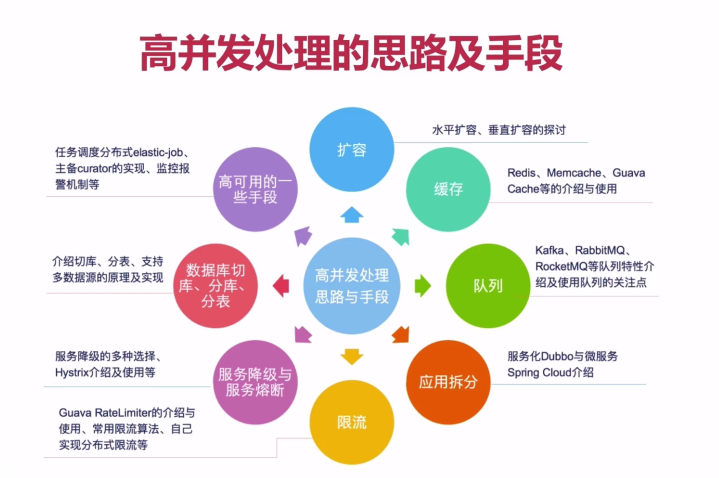 高并发处理的思路及手段
扩容
水平扩容、垂直扩容的探讨
缓存
Redis、Memcache、Guava
Cache等的介绍与使用
队列
Kafka、RabbitMQ、
RocketMQ等队列特性介
绍及使用队列的关注点
应用拆分
服务化Dubbo与微服务
Spring Cloud介绍
限流
Guava RateLimiter的介绍与
使用、常用限流算法、自己
实现分布式限流等
服务降级与
服务熔断
服务降级的多种选择、
Hystrix介绍及使用等
数据库切
库、分库、
分表
介绍切库、分表、支持
多数据源的原理及实现
高可用的一
些手段
任务调度分布式elastic-job、
主备curator的实现、监控报
警机制等
高并发处理
思路与手段